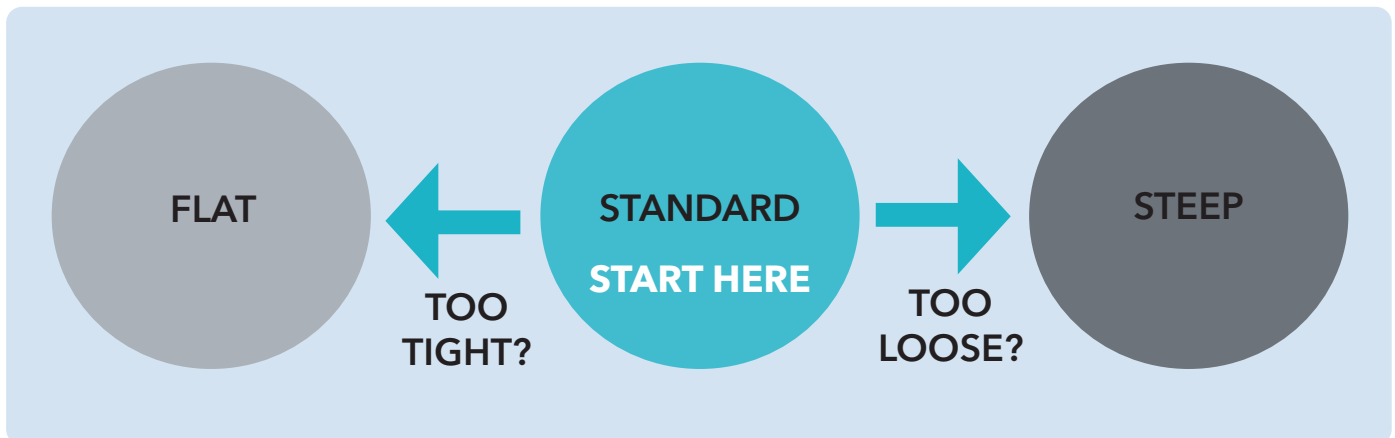 FLAT
TOO
TIGHT?
STANDARD
START HERE
TOO
LOOSE?
STEEP